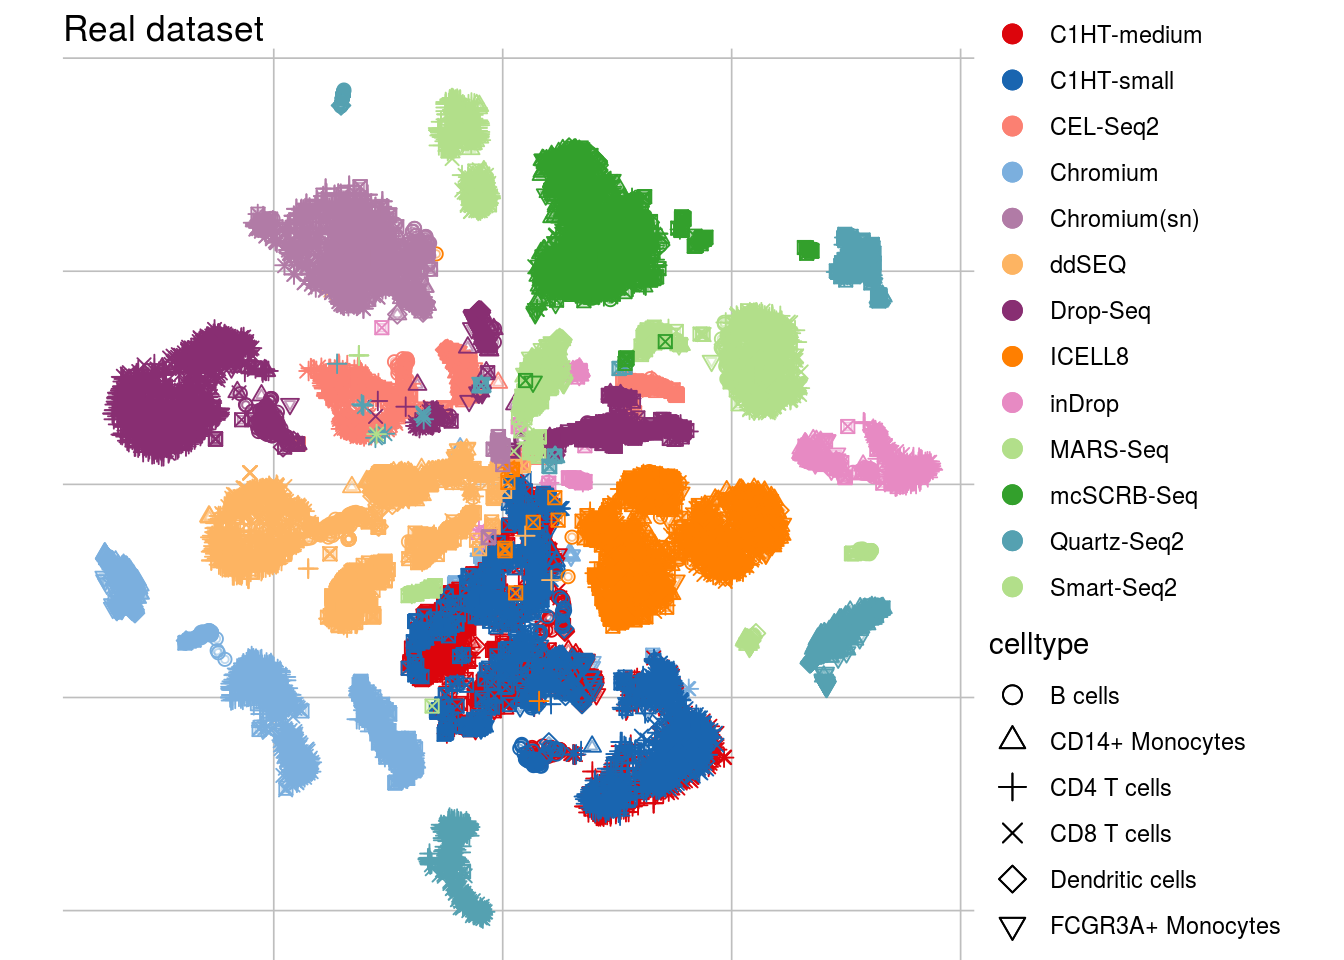 Real dataset
C1HT-medium
C1HT-small
CEL-Seq2
Chromium
Chromium(sn)
ddSEQ
Drop-Seq
ICELL8
inDrop
MARS-Seq
mcSCRB-Seq
Quartz-Seq2
Smart-Seq2
celltype
B cells
CD14+ Monocytes
CD4 T cells
CD8 T cells
Dendritic cells
FCGR3A+ Monocytes